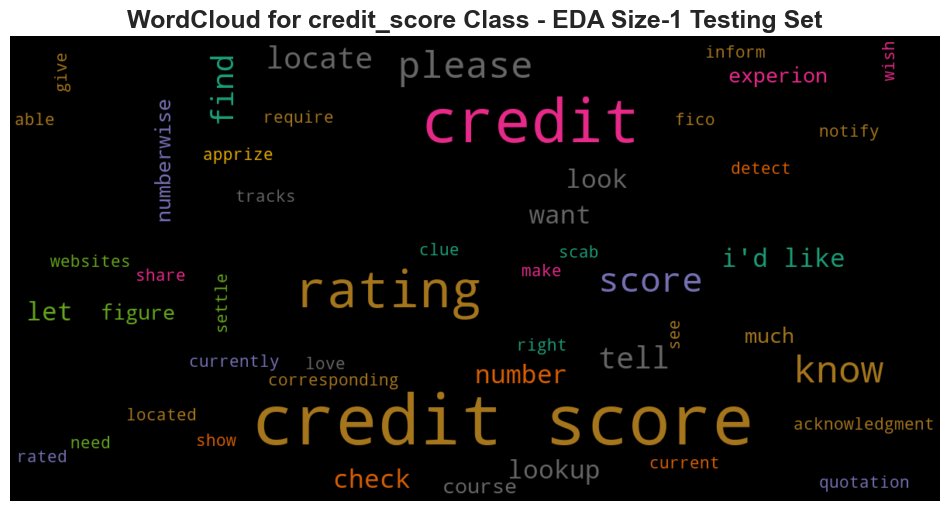 WordCloud for credit_score Class - EDA Size-1 Testing Set
give
locate
please
inform
wish
find
experion
able
numberwise
require
credit
fico
notify
apprize
detect
tracks
look
want
websites
share
clue
scab
i'd like
make
score
rating
let
figure
settle
right
see
much
currently
love
tell
corresponding
number
know
located
credit score
acknowledgment
need
show
rated
check
lookup
current
course
quotation